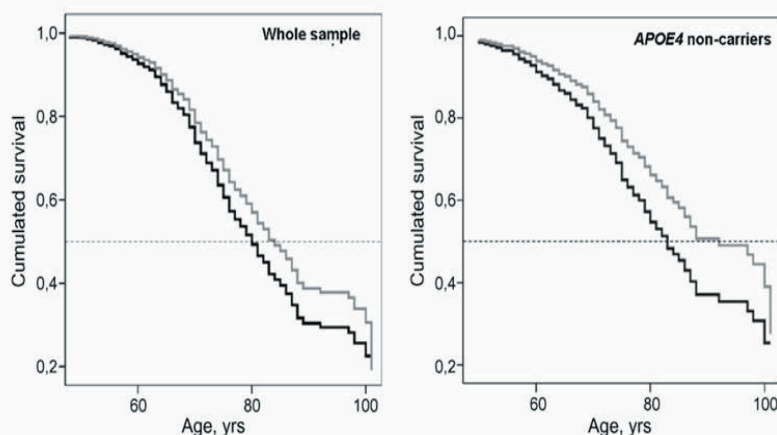 Whole sample
1,0
0,8
0,6
0,4
0,2
Cumulated survival
60
80
100
Age, yrs
APOE4 non-carriers
1,0
0,8
0,6
0,4
0,2
Cumulated survival
60
80
100
Age, yrs